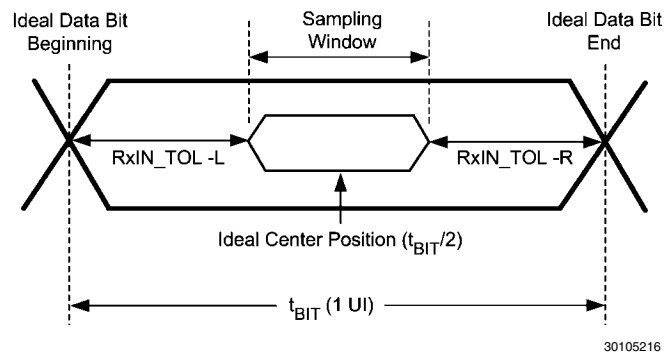 Ideal Data Bit
Beginning
Sampling
Window
Ideal Data Bit
End
RxIN_TOL -L
RxIN_TOL -R
Ideal Center Position (tBIT/2)
tBIT (1 UI)
30105216